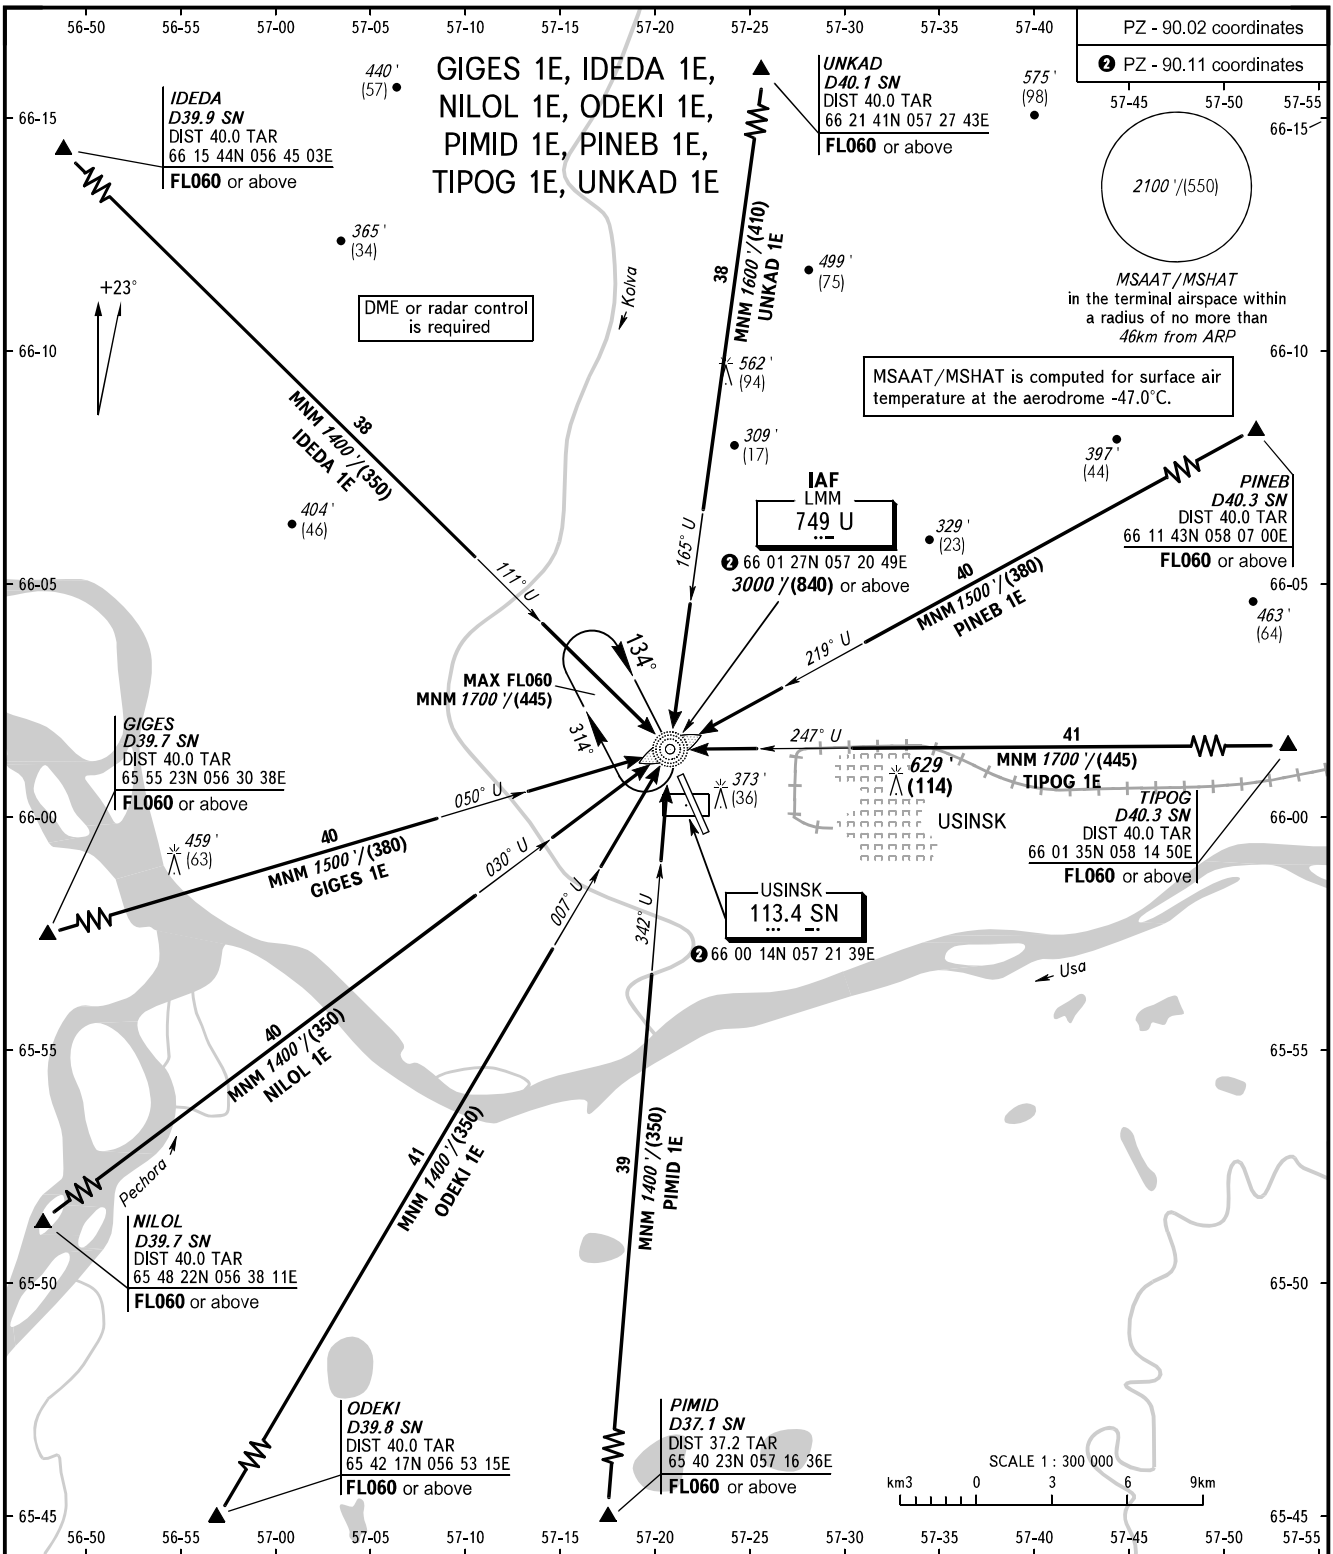 56-50 56-55 57-00 57-05 57-10 57-15 57-20 57-25 57-30 57-35 57-40
PZ - 90.02 coordinates
❷ PZ - 90.11 coordinates
57-45 57-50 57-55
66-15
66-15
GIGES 1E, IDEDA 1E,
NILOL 1E, ODEKI 1E,
PIMID 1E, PINEB 1E,
TIPOG 1E, UNKAD 1E
440'
(57)
IDEDA
D39.9 SN
DIST 40.0 TAR
66 15 44N 056 45 03E
FL060 or above
UNKAD
D40.1 SN
DIST 40.0 TAR
66 21 41N 057 27 43E
FL060 or above
575'
(98)
2100'/(550)
MSAAT/MSHAT
in the terminal airspace within
a radius of no more than
46km from ARP
365'
(34)
+23°
DME or radar control
is required
Kolva
38
MNM 1600'/(410)
UNKAD 1E
499'
(75)
66-10
66-10
562'
(94)
MSAAT/MSHAT is computed for surface air
temperature at the aerodrome -47.0°C.
38
MNM 1400'/(350)
IDEDA 1E
309'
(17)
397'
(44)
404'
(46)
IAF
LMM
749 U
❷ 66 01 27N 057 20 49E
3000'/(840) or above
329'
(23)
PINEB
D40.3 SN
DIST 40.0 TAR
66 11 43N 058 07 00E
FL060 or above
165° U
111° U
66-05
66-05
40
MNM 1500'/(380)
PINEB 1E
463'
(64)
219° U
134°
MAX FL060
MNM 1700'/(445)
314°
247° U
41
MNM 1700'/(445)
TIPOG 1E
GIGES
D39.7 SN
DIST 40.0 TAR
65 55 23N 056 30 38E
FL060 or above
050° U
373'
(36)
629'
(114)
USINSK
TIPOG
D40.3 SN
DIST 40.0 TAR
66 01 35N 058 14 50E
FL060 or above
66-00
66-00
459'
(63)
40
MNM 1500'/(380)
GIGES 1E
030° U
007° U
342° U
USINSK
113.4 SN
❷ 66 00 14N 057 21 39E
Usa
65-55
65-55
40
MNM 1400'/(350)
NILOL 1E
41
MNM 1400'/(350)
ODEKI 1E
39
MNM 1400'/(350)
PIMID 1E
Pechora
NILOL
D39.7 SN
DIST 40.0 TAR
65 48 22N 056 38 11E
FL060 or above
65-50
65-50
ODEKI
D39.8 SN
DIST 40.0 TAR
65 42 17N 056 53 15E
FL060 or above
PIMID
D37.1 SN
DIST 37.2 TAR
65 40 23N 057 16 36E
FL060 or above
SCALE 1 : 300 000
km3 0 3 6 9km
65-45
65-45
56-50 56-55 57-00 57-05 57-10 57-15 57-20 57-25 57-30 57-35 57-40 57-45 57-50 57-55